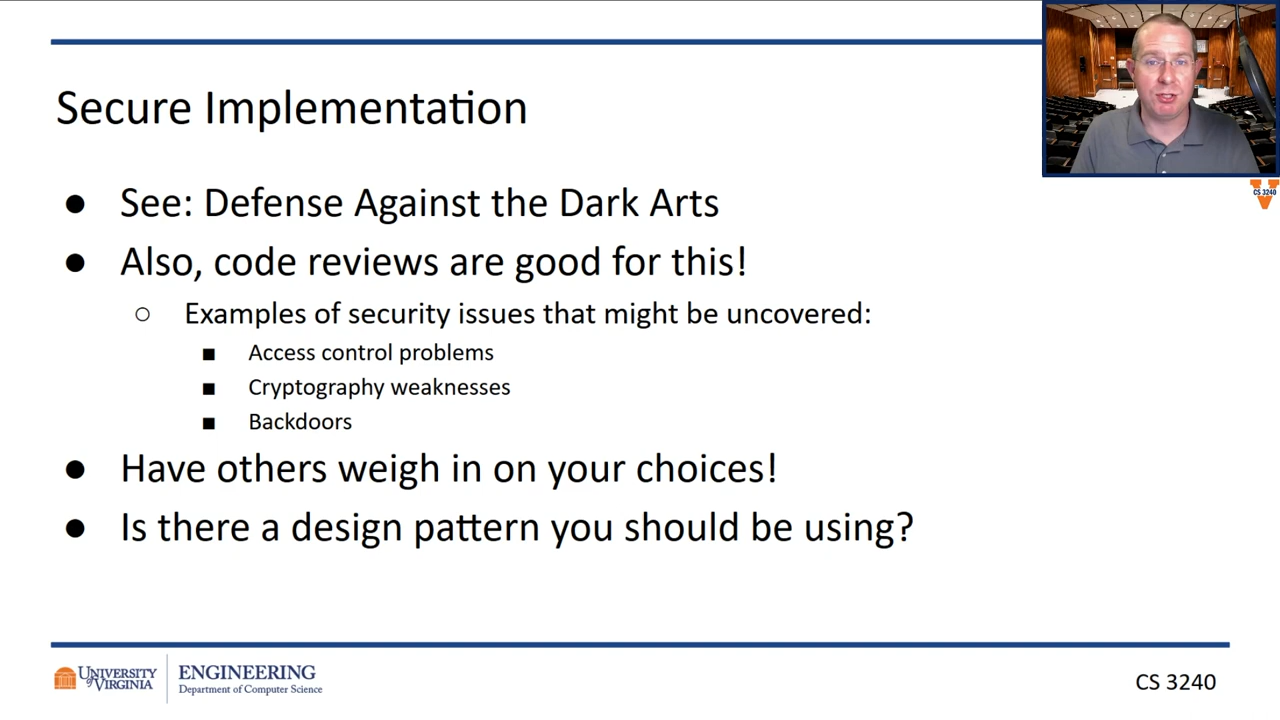 Secure Implementation
● See: Defense Against the Dark Arts
● Also, code reviews are good for this!
○ Examples of security issues that might be uncovered:
■ Access control problems
■ Cryptography weaknesses
■ Backdoors
● Have others weigh in on your choices!
● Is there a design pattern you should be using?
CS 3240
UNIVERSITY of VIRGINIA
ENGINEERING
Department of Computer Science
CS 3240